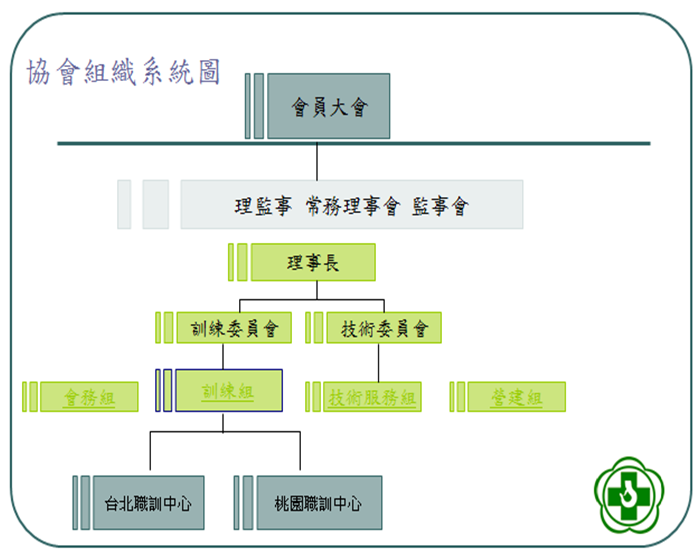 協會組織系統圖
會員大會
理監事 常務理事會 監事會
理事長
訓練委員會
技術委員會
會務組
訓練組
技術服務組
營建組
台北職訓中心
桃園職訓中心